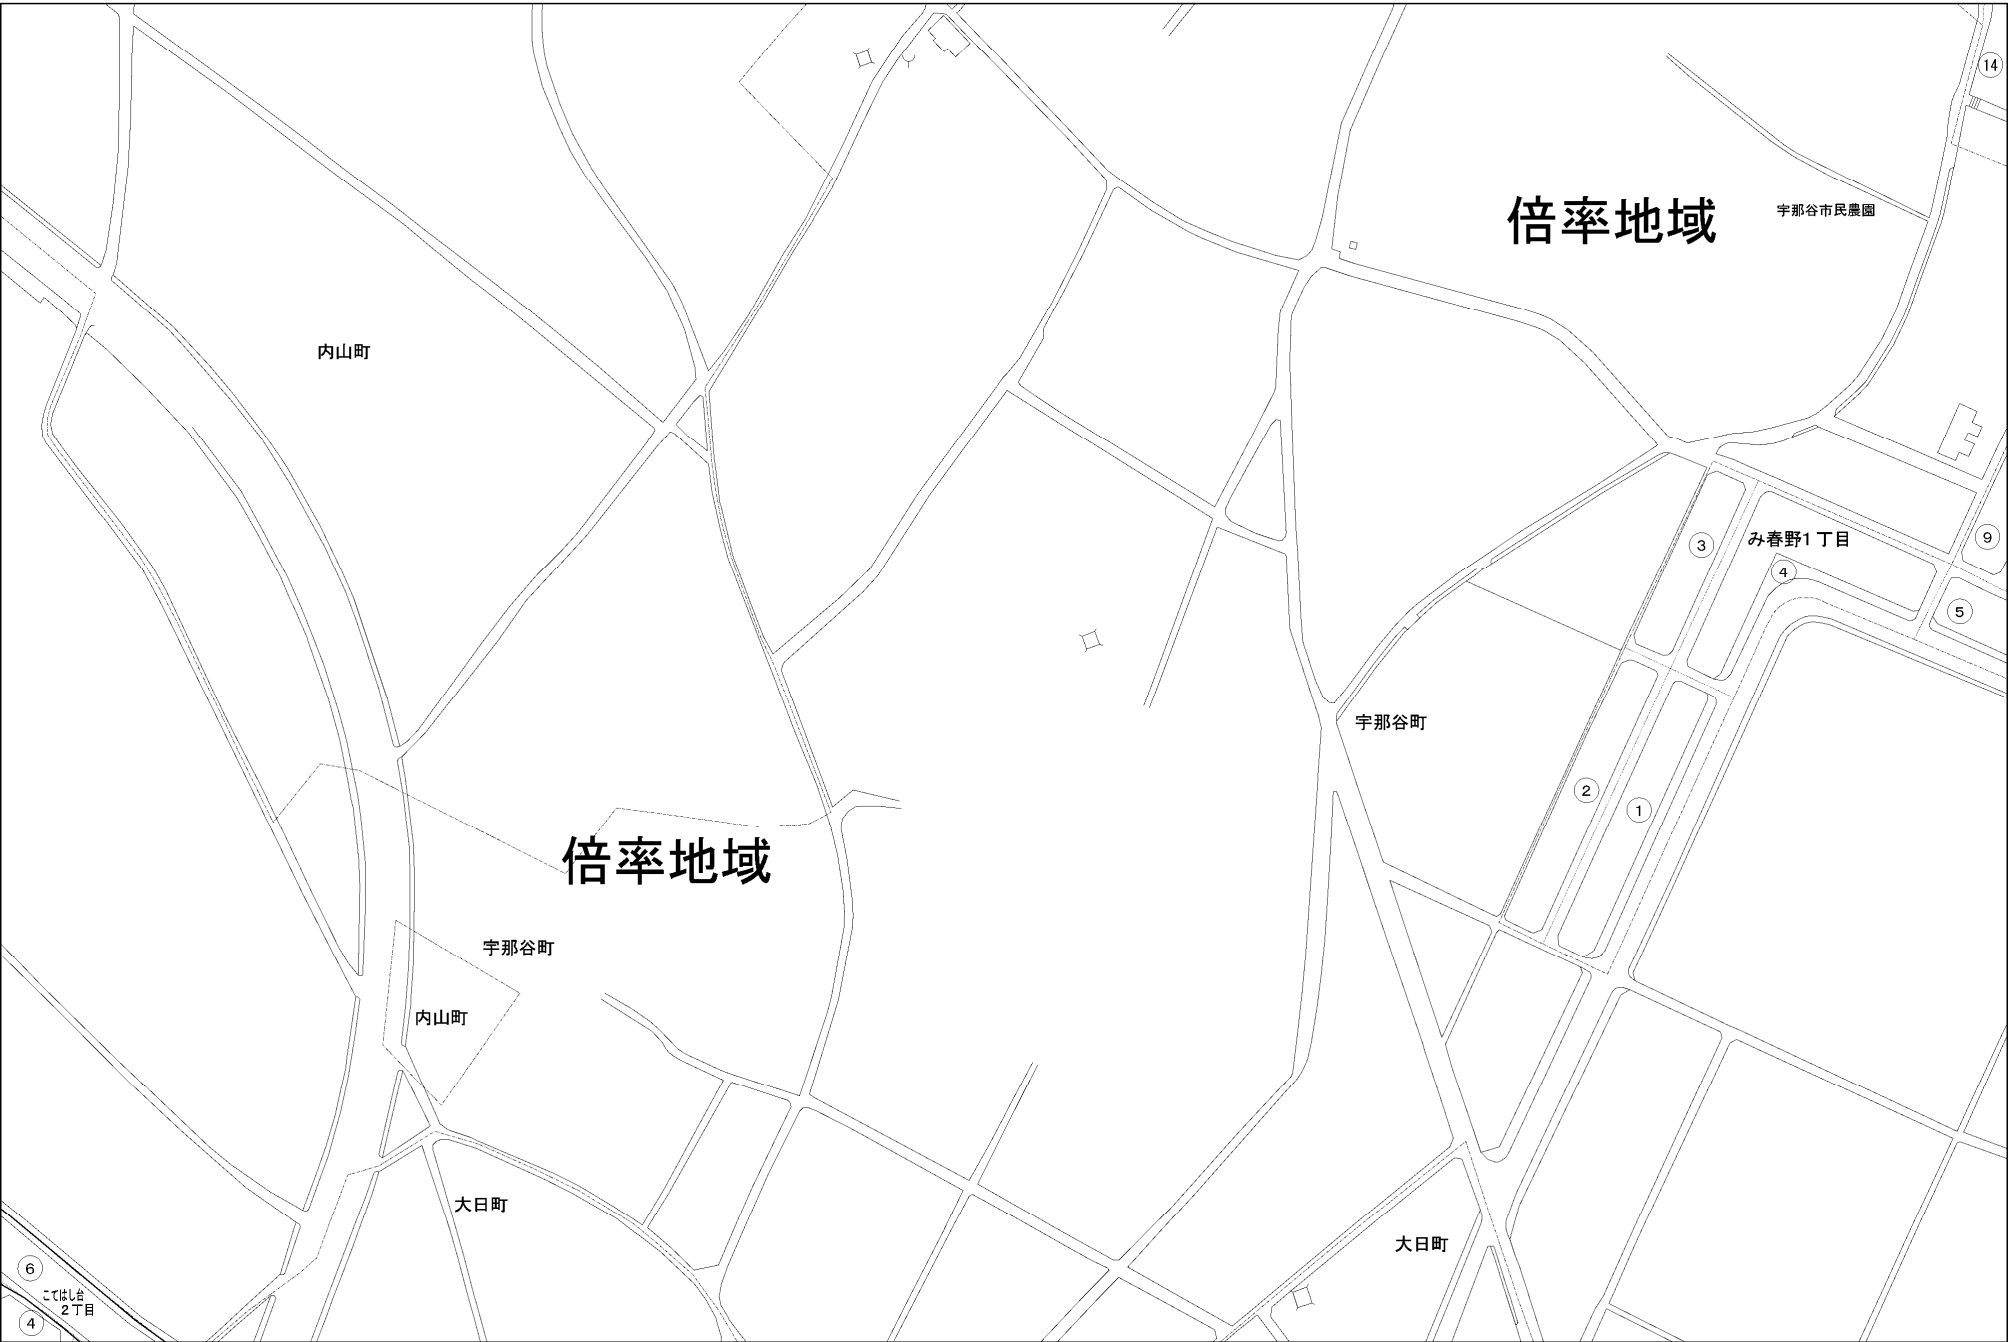 14
倍率地域
宇那谷市民農園
内山町
3
み春野1丁目
9
4
5
宇那谷町
2
1
倍率地域
宇那谷町
内山町
大日町
大日町
6
こてはし台
2丁目
4